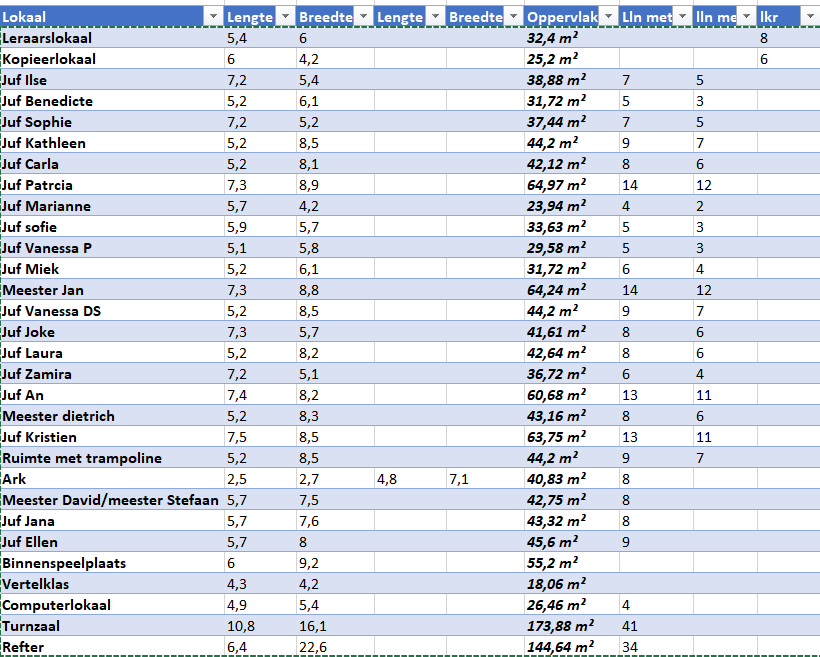 Lokaal Lengte Breedte Lengte Breedte Oppervlak Lln met lln me lkr
Leraarslokaal 5,4 6 32,4 m² 8
Kopieerlokaal 6 4,2 25,2 m² 6
Juf Ilse 7,2 5,4 38,88 m² 7 5
Juf Benedicte 5,2 6,1 31,72 m² 5 3
Juf Sophie 7,2 5,2 37,44 m² 7 5
Juf Kathleen 5,2 8,5 44,2 m² 9 7
Juf Carla 5,2 8,1 42,12 m² 8 6
Juf Patrcia 7,3 8,9 64,97 m² 14 12
Juf Marianne 5,7 4,2 23,94 m² 4 2
Juf sofie 5,9 5,7 33,63 m² 5 3
Juf Vanessa P 5,1 5,8 29,58 m² 5 3
Juf Miek 5,2 6,1 31,72 m² 6 4
Meester Jan 7,3 8,8 64,24 m² 14 12
Juf Vanessa DS 5,2 8,5 44,2 m² 9 7
Juf Joke 7,3 5,7 41,61 m² 8 6
Juf Laura 5,2 8,2 42,64 m² 8 6
Juf Zamira 7,2 5,1 36,72 m² 6 4
Juf An 7,4 8,2 60,68 m² 13 11
Meester dietrich 5,2 8,3 43,16 m² 8 6
Juf Kristien 7,5 8,5 63,75 m² 13 11
Ruimte met trampoline 5,2 8,5 44,2 m² 9 7
Ark 2,5 2,7 4,8 7,1 40,83 m² 8
Meester David/meester Stefaan 5,7 7,5 42,75 m² 8
Juf Jana 5,7 7,6 43,32 m² 8
Juf Ellen 5,7 8 45,6 m² 9
Binnenspeelplaats 6 9,2 55,2 m²
Vertelklas 4,3 4,2 18,06 m²
Computerlokaal 4,9 5,4 26,46 m² 4
Turnzaal 10,8 16,1 173,88 m² 41
Refter 6,4 22,6 144,64 m² 34